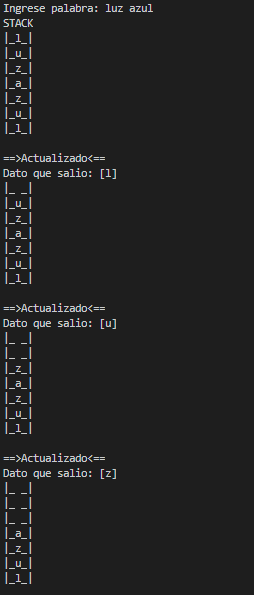 Ingrese palabra: luz azul
STACK
|_l_|
|_u_|
|_z_|
|_a_|
|_z_|
|_u_|
|_l_|
==>Actualizado<==
Dato que salio: [l]
|_ _|
|_u_|
|_z_|
|_a_|
|_z_|
|_u_|
|_l_|
==>Actualizado<==
Dato que salio: [u]
|_ _|
|_ _|
|_z_|
|_a_|
|_z_|
|_u_|
|_l_|
==>Actualizado<==
Dato que salio: [z]
|_ _|
|_ _|
|_ _|
|_a_|
|_z_|
|_u_|
|_l_|